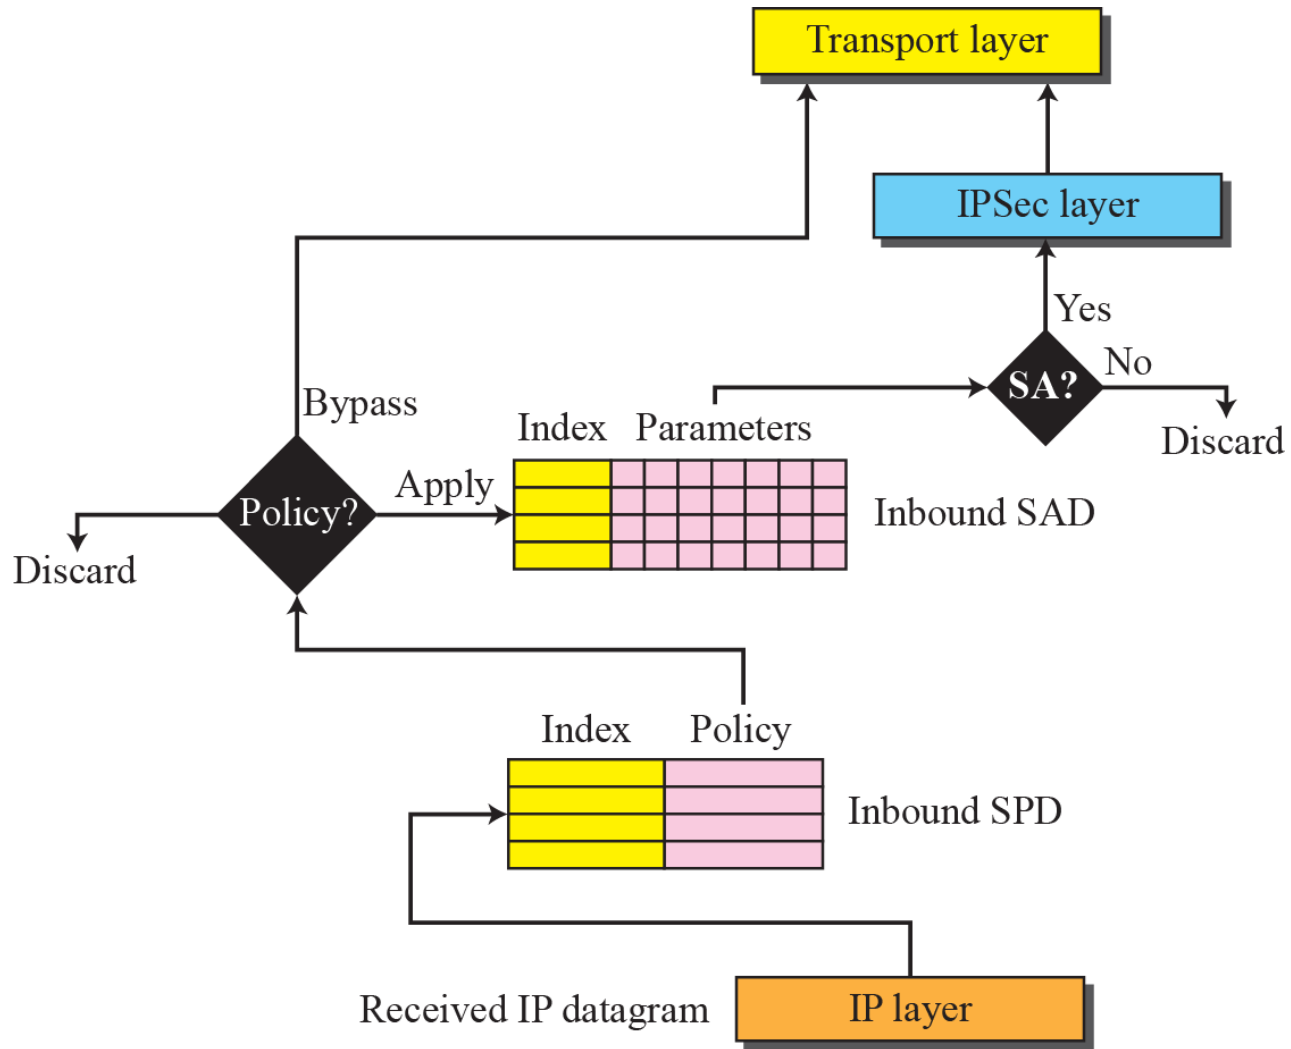 Transport layer
IPSec layer
Yes
SA?
No
Discard
Bypass
Index Parameters
Apply
Policy?
Inbound SAD
Discard
Index Policy
Inbound SPD
Received IP datagram
IP layer